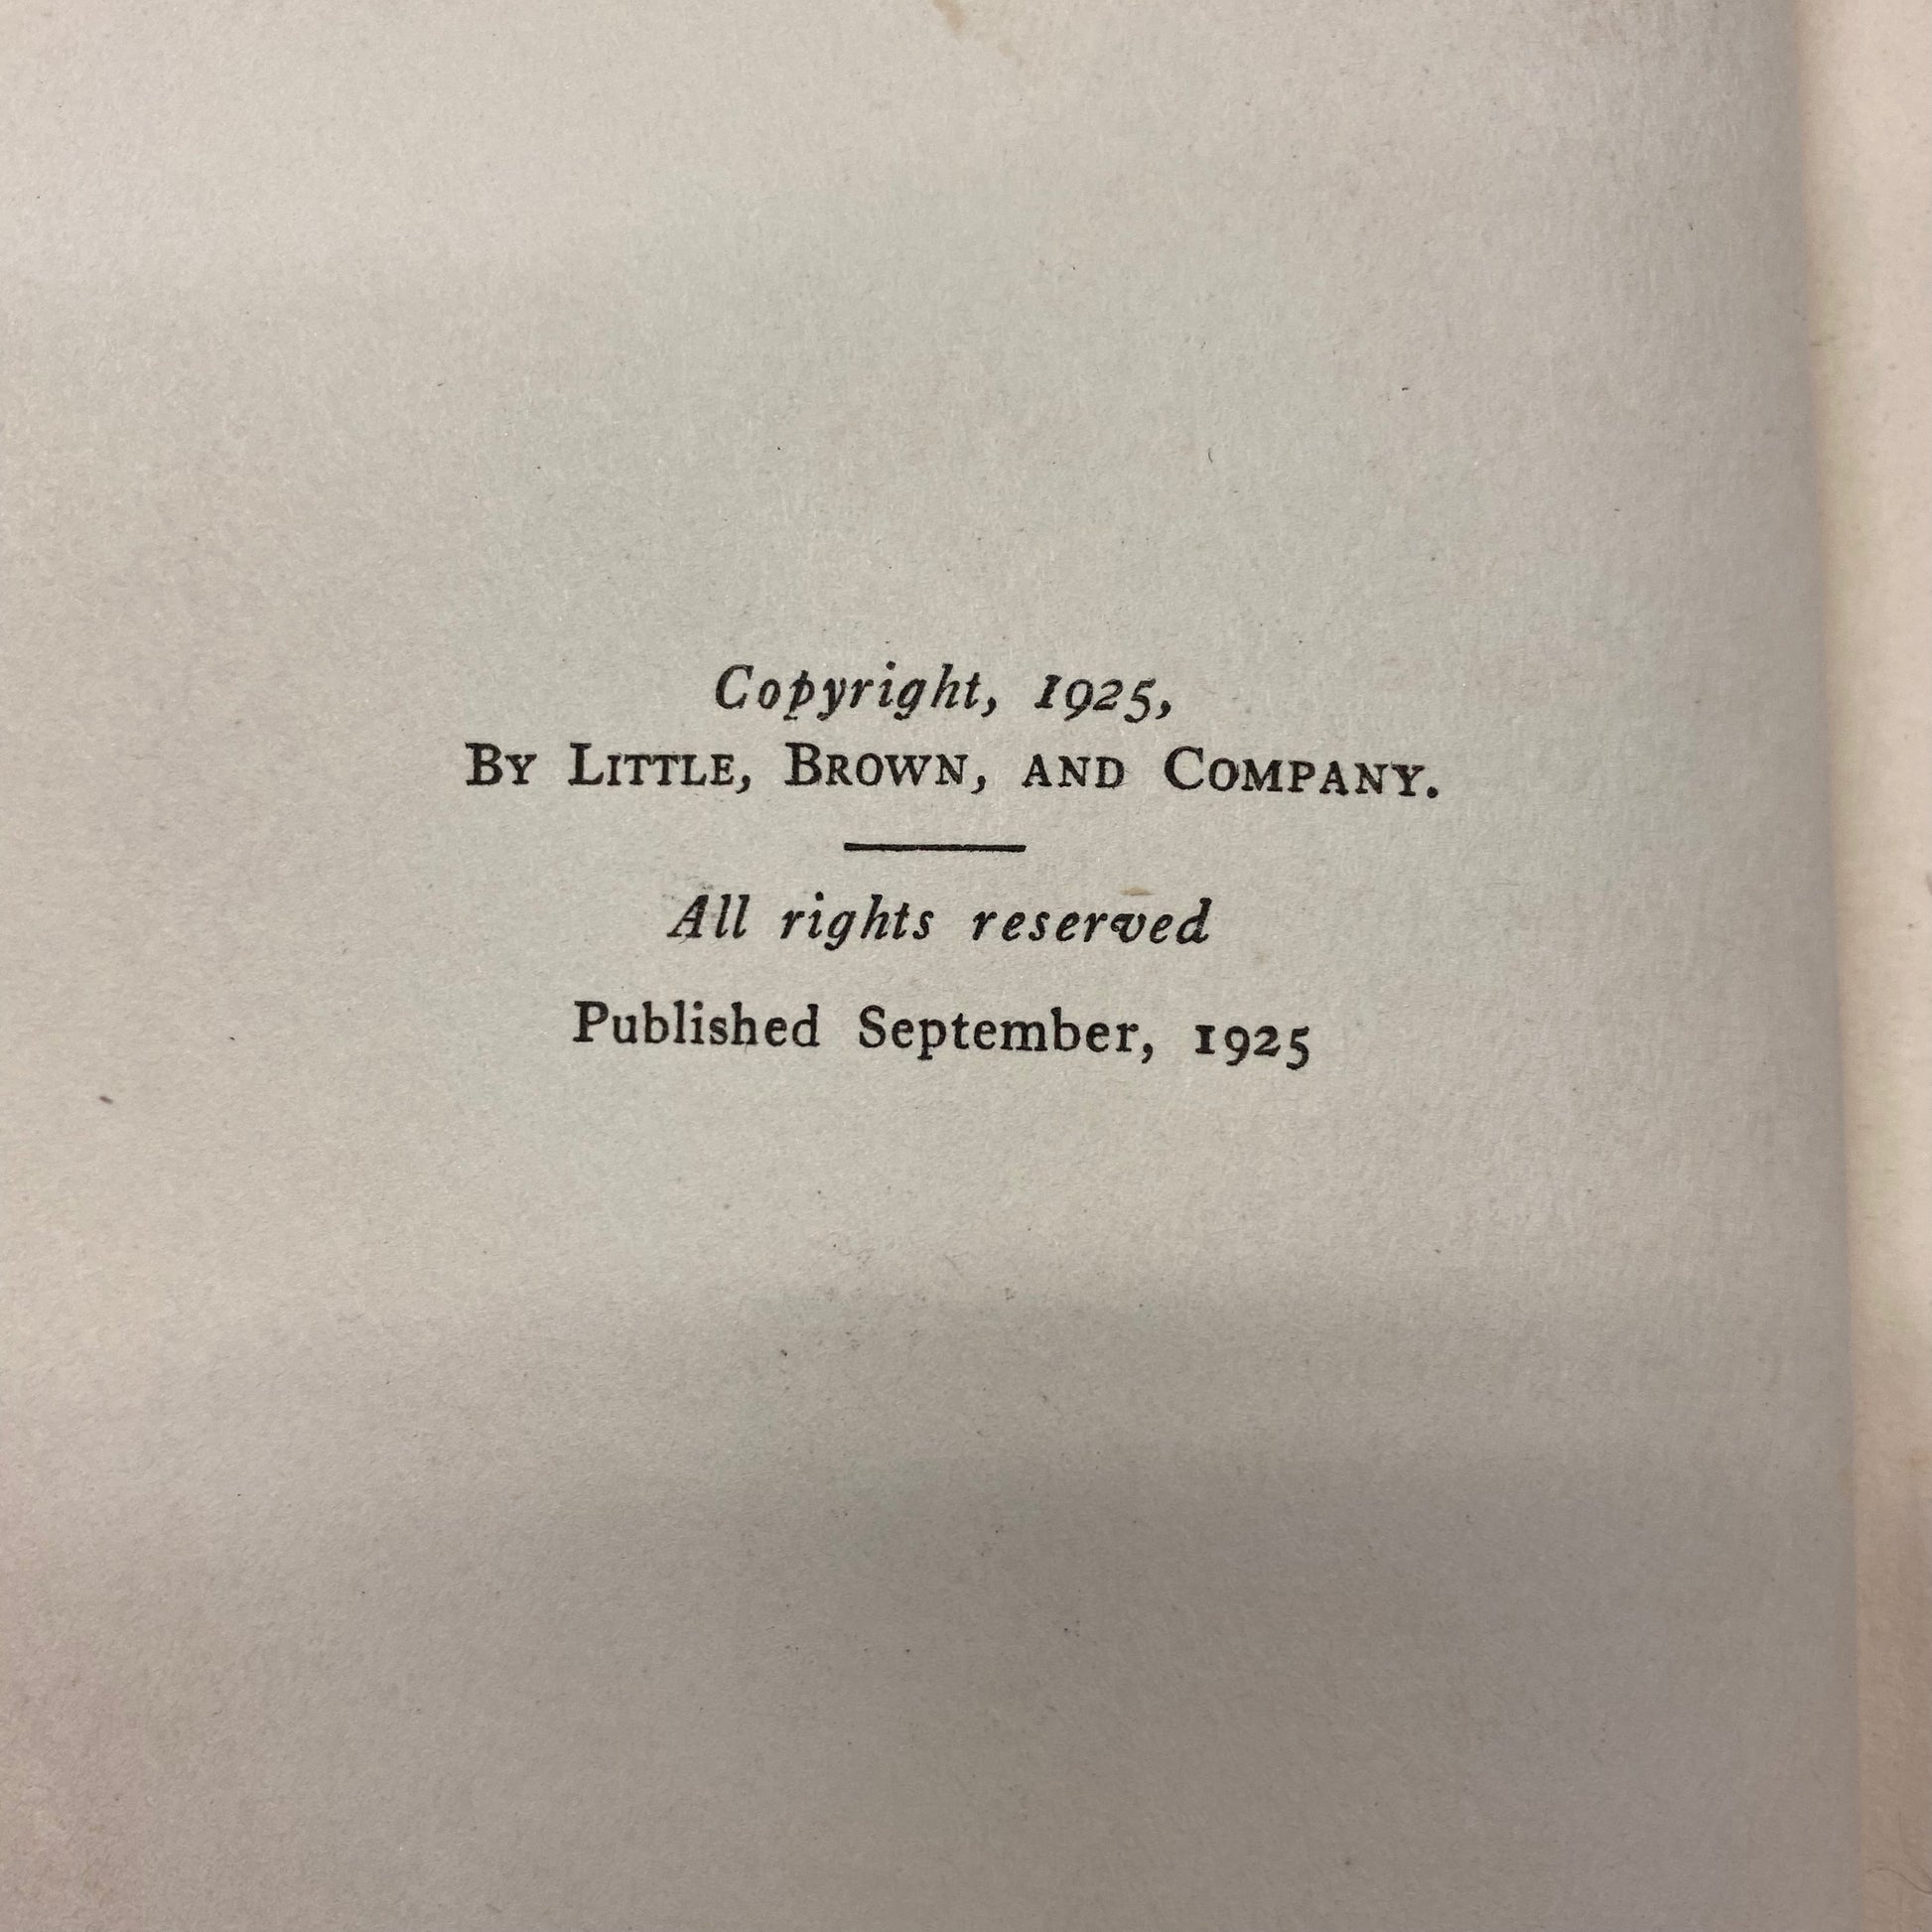 Copyright, 1925,
By Little, Brown, and Company.
All rights reserved
Published September, 1925